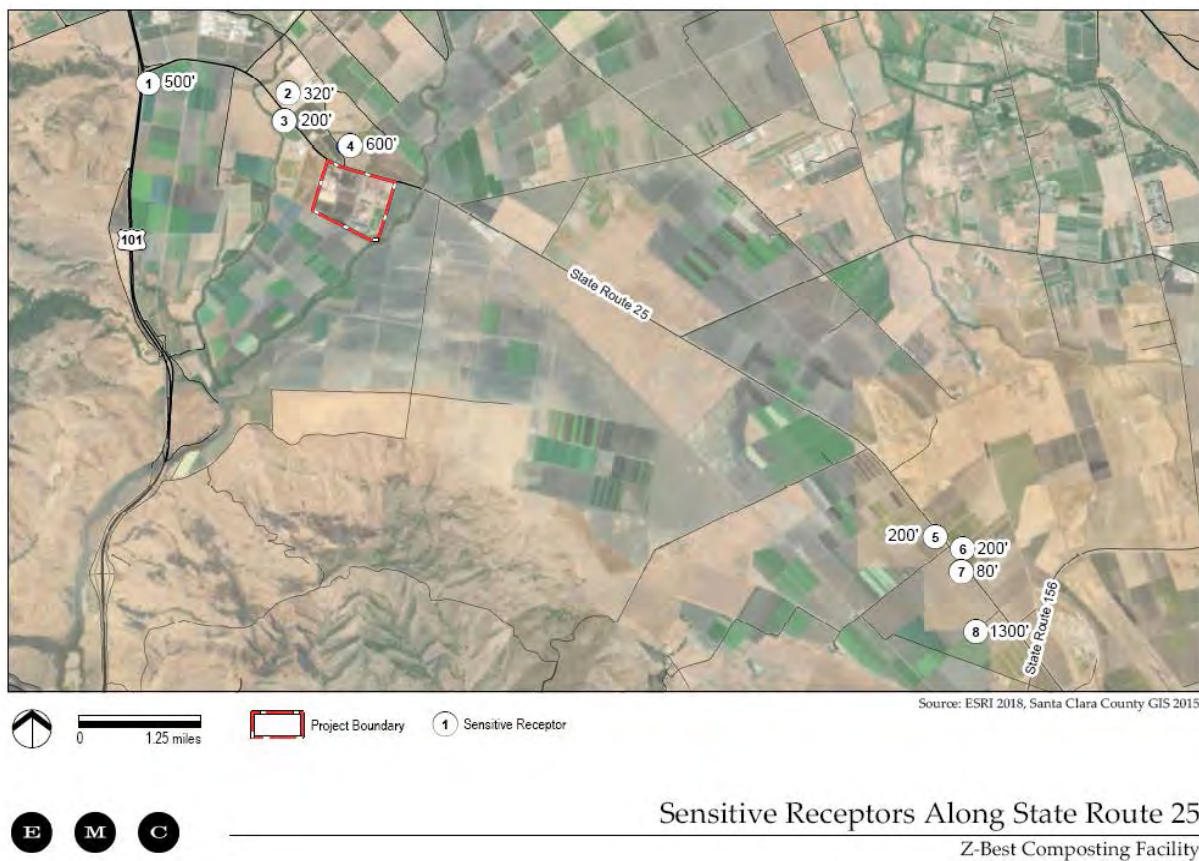 1 500'
2 320'
3 200'
4 600'
101
State Route 25
200' 5
6 200'
7 80'
8 1300'
State Route 156
Source: ESRI 2018, Santa Clara County GIS 2015
0 1.25 miles
Project Boundary
1 Sensitive Receptor
E M C
Sensitive Receptors Along State Route 25
Z-Best Composting Facility